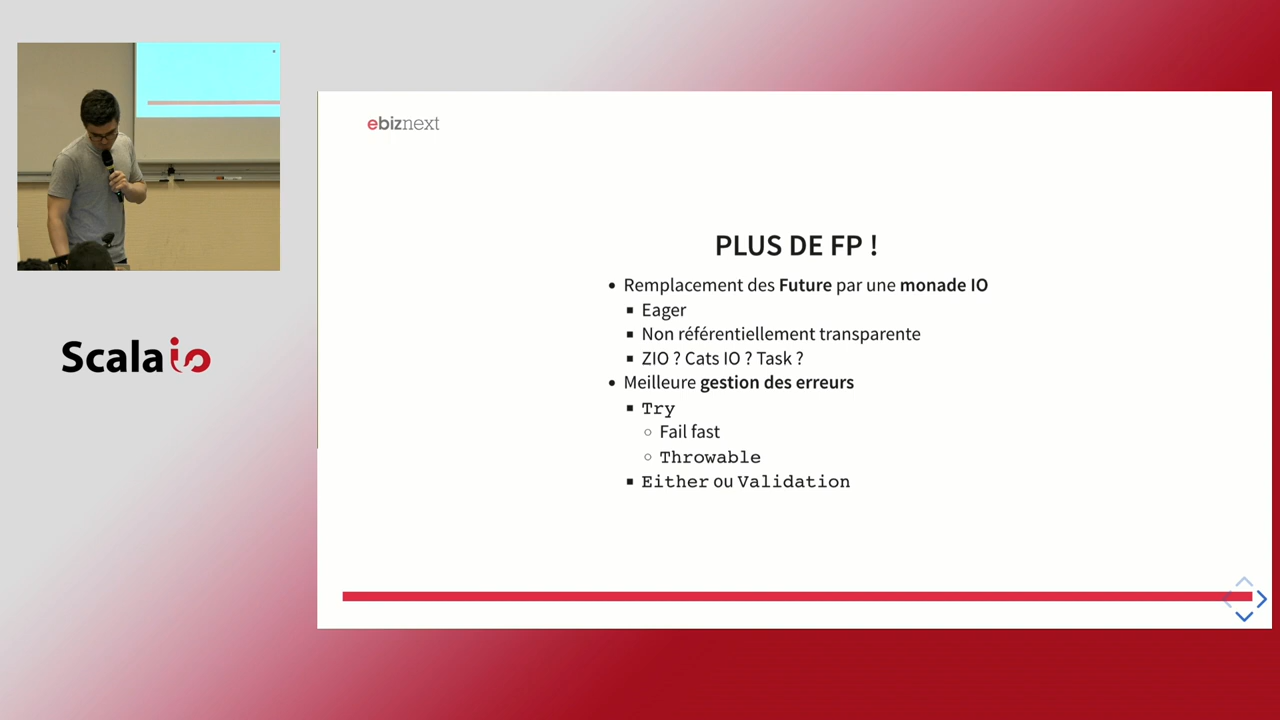 ebiznext
PLUS DE FP !
Remplacement des Future par une monade IO
Eager
Non référentiellement transparente
ZIO ? Cats IO ? Task ?
Meilleure gestion des erreurs
Try
Fail fast
Throwable
Either ou Validation
Scala io